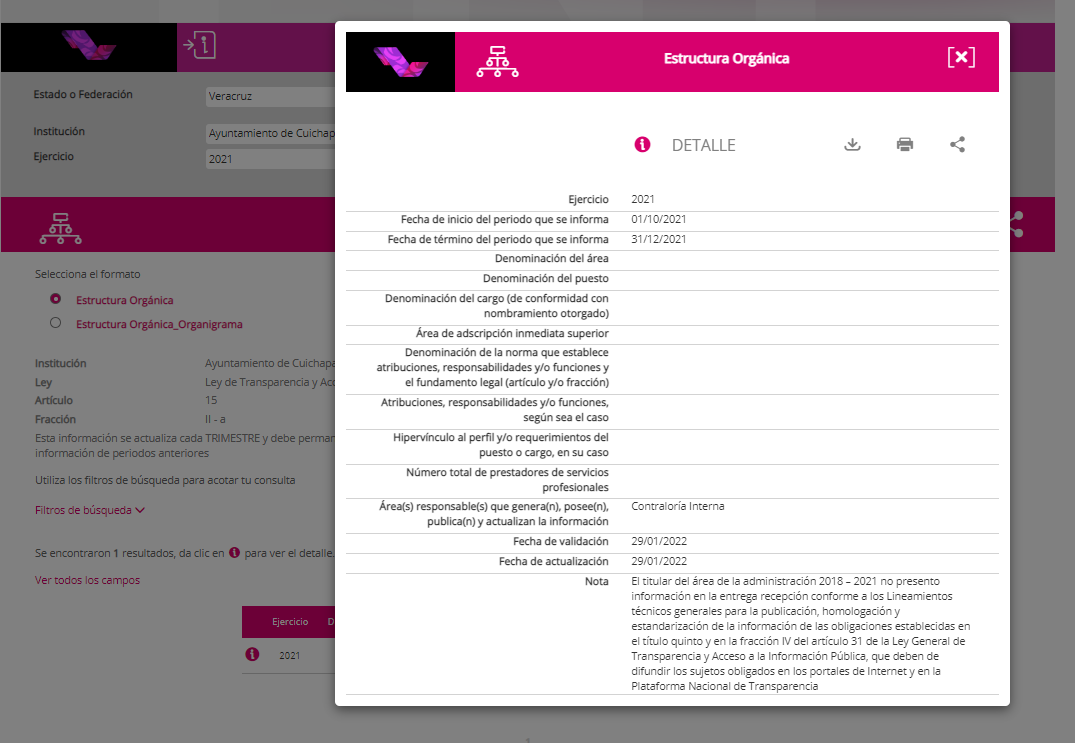 Estado o Federación
Veracruz
Institución
Ayuntamiento de Cuichap
Ejercicio
2021
Selecciona el formato
Estructura Orgánica
Estructura Orgánica_Organigrama
Institución
Ayuntamiento de Cuichapa
Ley
Ley de Transparencia y Acc
Artículo
15
Fracción
II - a
Esta información se actualiza cada TRIMESTRE y debe perman
información de periodos anteriores
Utiliza los filtros de búsqueda para acotar tu consulta
Filtros de búsqueda
Se encontraron 1 resultados, da clic en i para ver el detalle.
Ver todos los campos
Ejercicio D
2021
1
Estructura Orgánica
[x]
DETALLE
Ejercicio
2021
Fecha de inicio del periodo que se informa
01/10/2021
Fecha de término del periodo que se informa
31/12/2021
Denominación del área
Denominación del puesto
Denominación del cargo (de conformidad con
nombramiento otorgado)
Área de adscripción inmediata superior
Denominación de la norma que establece
atribuciones, responsabilidades y/o funciones y
el fundamento legal (artículo y/o fracción)
Atribuciones, responsabilidades y/o funciones,
según sea el caso
Hipervínculo al perfil y/o requerimientos del
puesto o cargo, en su caso
Número total de prestadores de servicios
profesionales
Área(s) responsable(s) que genera(n), posee(n),
publica(n) y actualizan la información
Contraloría Interna
Fecha de validación
29/01/2022
Fecha de actualización
29/01/2022
Nota
El titular del área de la administración 2018 – 2021 no presento
información en la entrega recepción conforme a los Lineamientos
técnicos generales para la publicación, homologación y
estandarización de la información de las obligaciones establecidas en
el título quinto y en la fracción IV del artículo 31 de la Ley General de
Transparencia y Acceso a la Información Pública, que deben de
difundir los sujetos obligados en los portales de Internet y en la
Plataforma Nacional de Transparencia